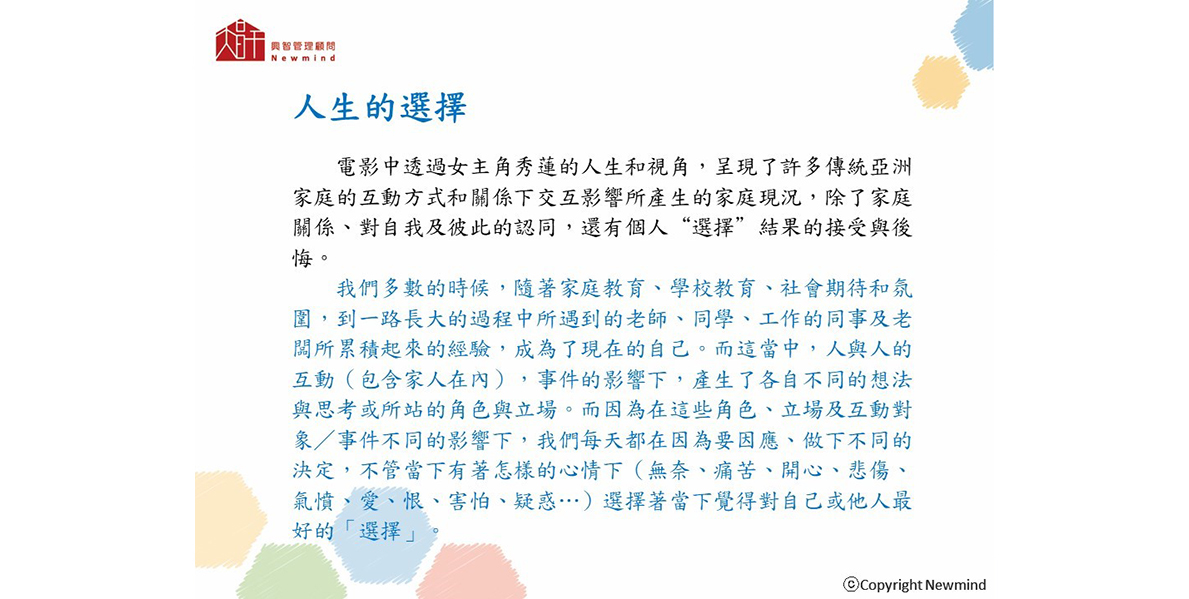 興智管理顧問
Newmind
人生的選擇
電影中透過女主角秀蓮的人生和視角，呈現了許多傳統亞洲
家庭的互動方式和關係下交互影響所產生的家庭現況，除了家庭
關係、對自我及彼此的認同，還有個人“選擇”結果的接受與後
悔。
我們多數的時候，隨著家庭教育、學校教育、社會期待和氛
圍，到一路長大的過程中所遇到的老師、同學、工作的同事及老
闆所累積起來的經驗，成為了現在的自己。而這當中，人與人的
互動（包含家人在內），事件的影響下，產生了各自不同的想法
與思考或所站的角色與立場。而因為在這些角色、立場及互動對
象／事件不同的影響下，我們每天都在因為要因應、做下不同的
決定，不管當下有著怎樣的心情下（無奈、痛苦、開心、悲傷、
氣憤、愛、恨、害怕、疑惑…）選擇著當下覺得對自己或他人最
好的「選擇」。
ⓒCopyright Newmind